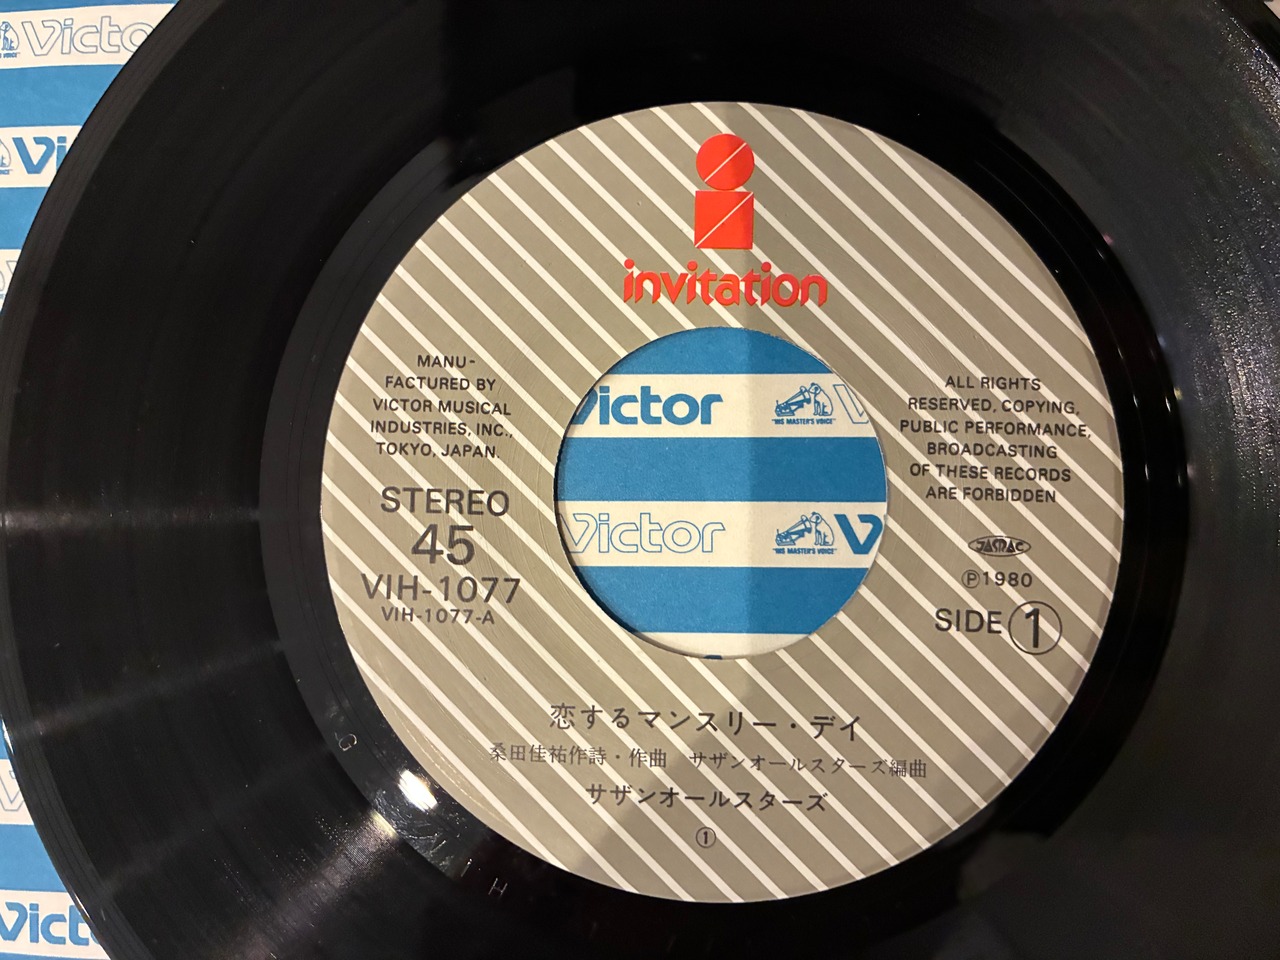 Victor
invitation
MANU-
FACTURED BY
VICTOR MUSICAL
INDUSTRIES, INC.,
TOKYO, JAPAN.
STEREO
45
VIH-1077
VIH-1077-A
Victor
"HIS MASTER'S VOICE"
Victor
"HIS MASTER'S VOICE"
ALL RIGHTS
RESERVED, COPYING,
PUBLIC PERFORMANCE,
BROADCASTING
OF THESE RECORDS
ARE FORBIDDEN
JASRAC
Ⓟ1980
SIDE ①
恋するマンスリー・デイ
桑田佳祐作詩・作曲 サザンオールスターズ編曲
サザンオールスターズ
①
Vict